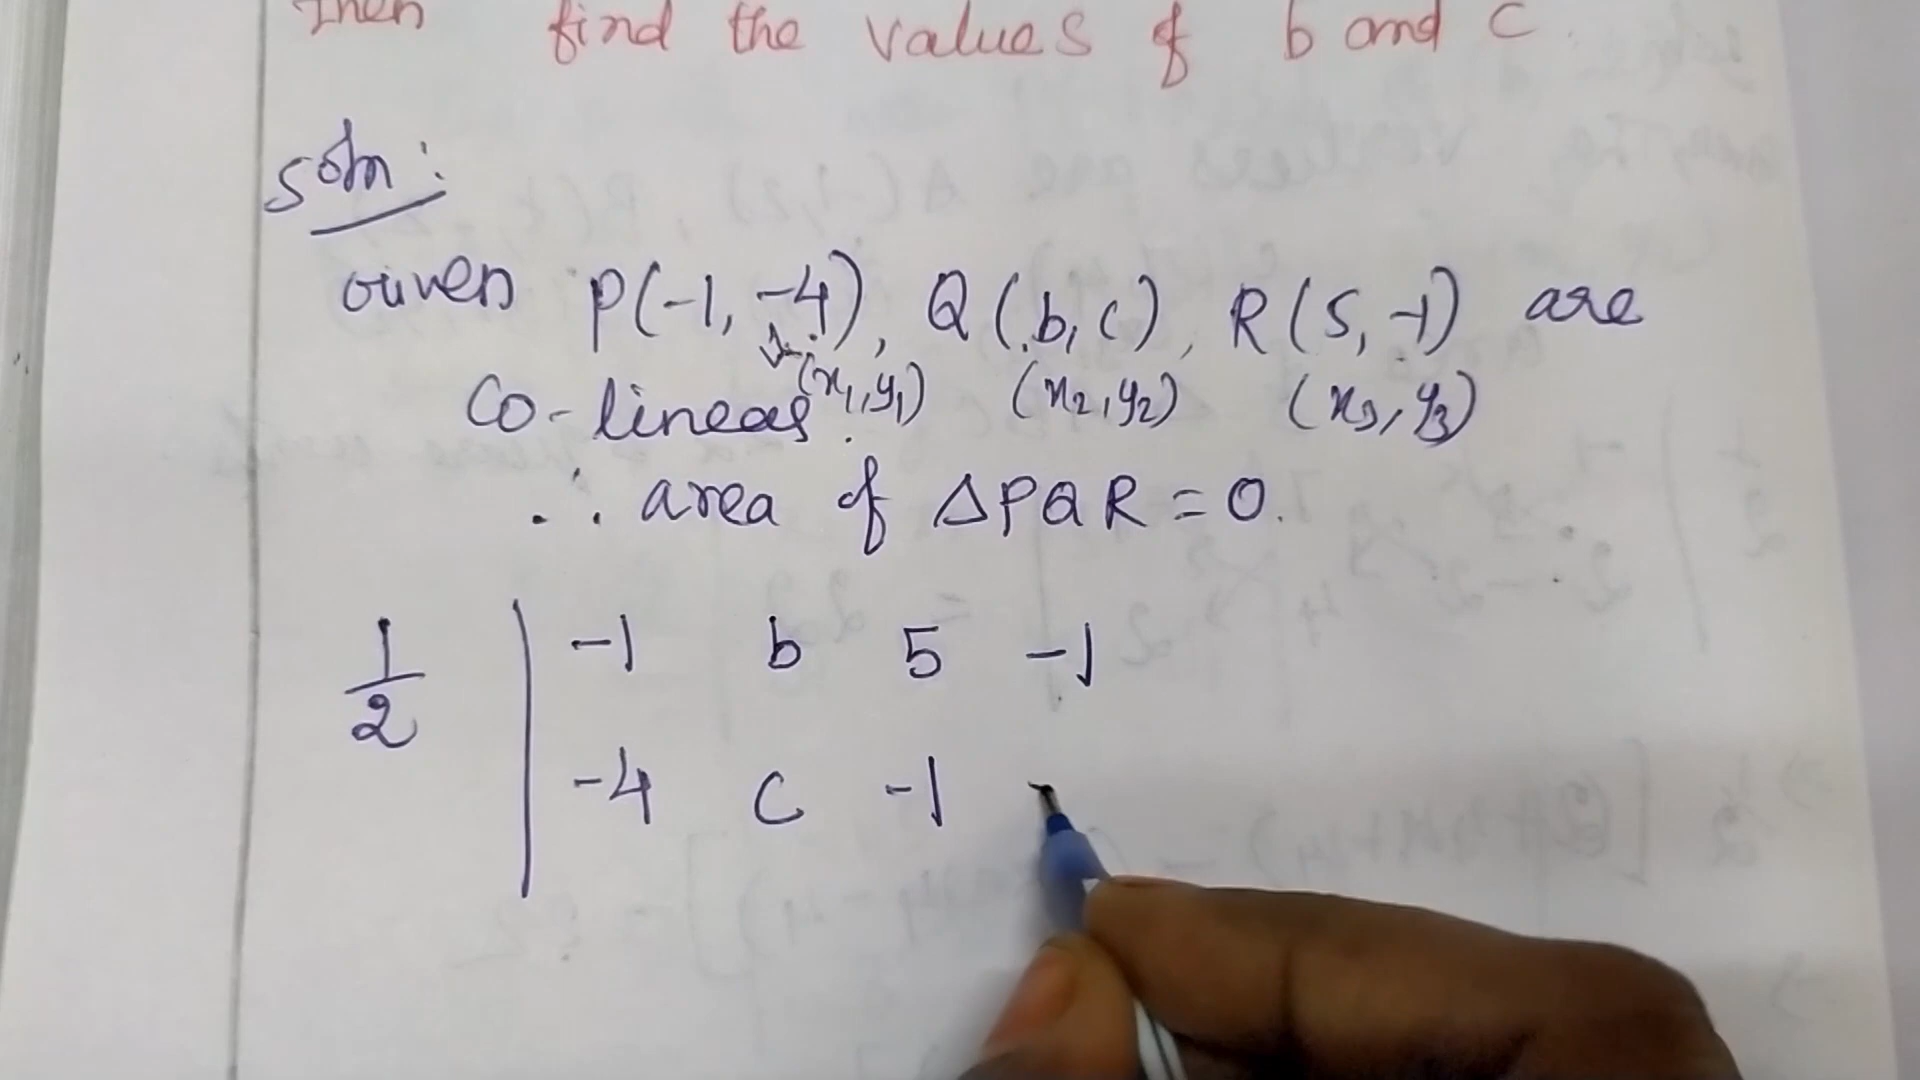 Then find the values of b and c
Soln:
Given P(-1, -4), Q(b, c), R(5, -1) are
(x1, y1) (x2, y2) (x3, y3)
Co-linear.
∴ area of ΔPQR = 0.
1/2 | -1 b 5 -1
-4 c -1